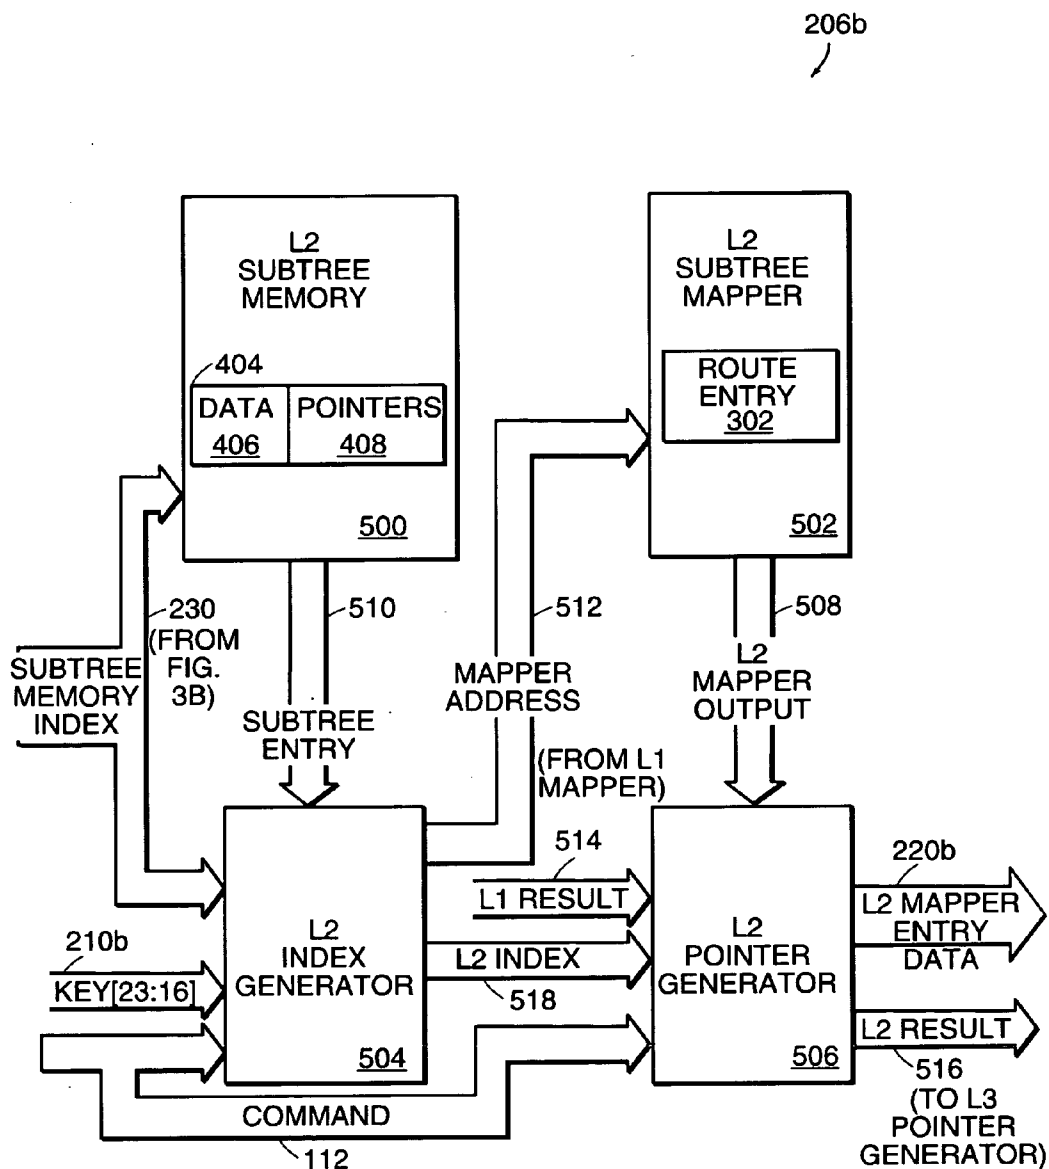 206b
L2
SUBTREE
MEMORY
404
DATA
406
POINTERS
408
500
L2
SUBTREE
MAPPER
ROUTE
ENTRY
302
502
230
(FROM
FIG.
3B)
SUBTREE
MEMORY
INDEX
510
SUBTREE
ENTRY
512
MAPPER
ADDRESS
(FROM L1
MAPPER)
508
L2
MAPPER
OUTPUT
514
L1 RESULT
220b
L2 MAPPER
ENTRY
DATA
210b
KEY[23:16]
L2
INDEX
GENERATOR
504
L2 INDEX
518
L2
POINTER
GENERATOR
506
L2 RESULT
516
(TO L3
POINTER
GENERATOR)
COMMAND
112